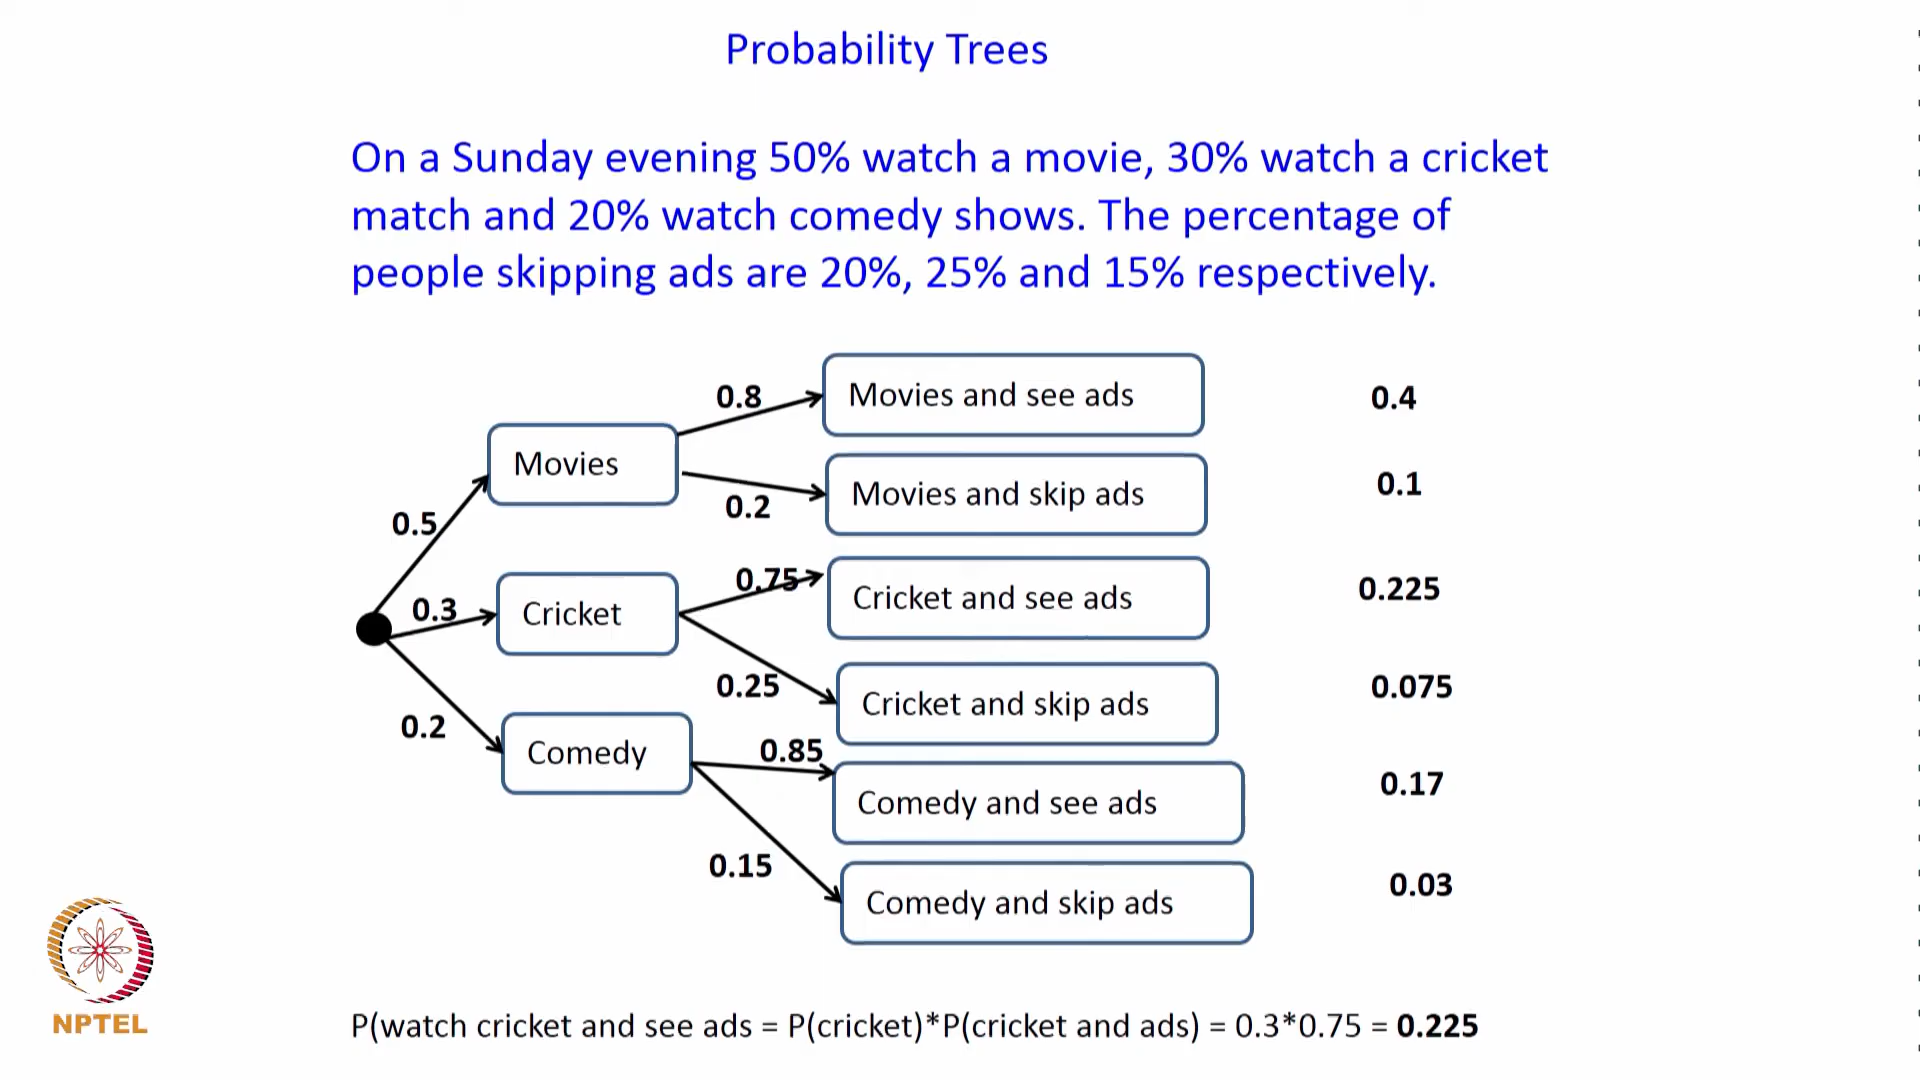 Probability Trees
On a Sunday evening 50% watch a movie, 30% watch a cricket
match and 20% watch comedy shows. The percentage of
people skipping ads are 20%, 25% and 15% respectively.
0.8
Movies and see ads
0.4
Movies
0.2
Movies and skip ads
0.1
0.5
0.75
Cricket and see ads
0.225
0.3
Cricket
0.25
Cricket and skip ads
0.075
0.2
Comedy
0.85
Comedy and see ads
0.17
0.15
Comedy and skip ads
0.03
NPTEL
P(watch cricket and see ads = P(cricket)*P(cricket and ads) = 0.3*0.75 = 0.225